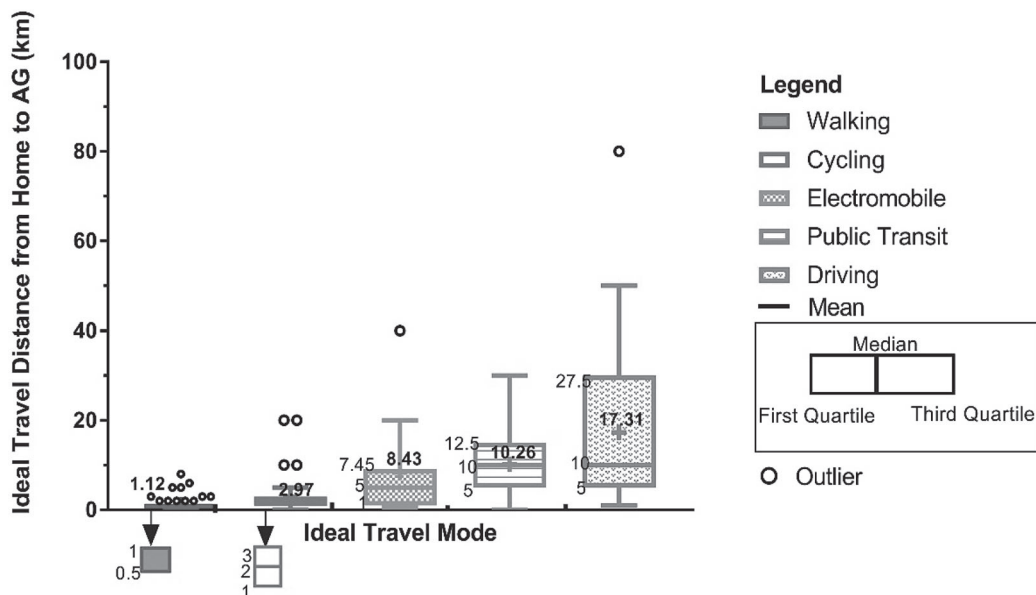 Ideal Travel Distance from Home to AG (km)
100
80
60
40
20
0
1.12
2.97
7.45
8.43
5
1
12.5
10.26
10
5
27.5
17.31
10
5
Ideal Travel Mode
1
0.5
3
2
1
Legend
Walking
Cycling
Electromobile
Public Transit
Driving
Mean
Median
First Quartile Third Quartile
Outlier